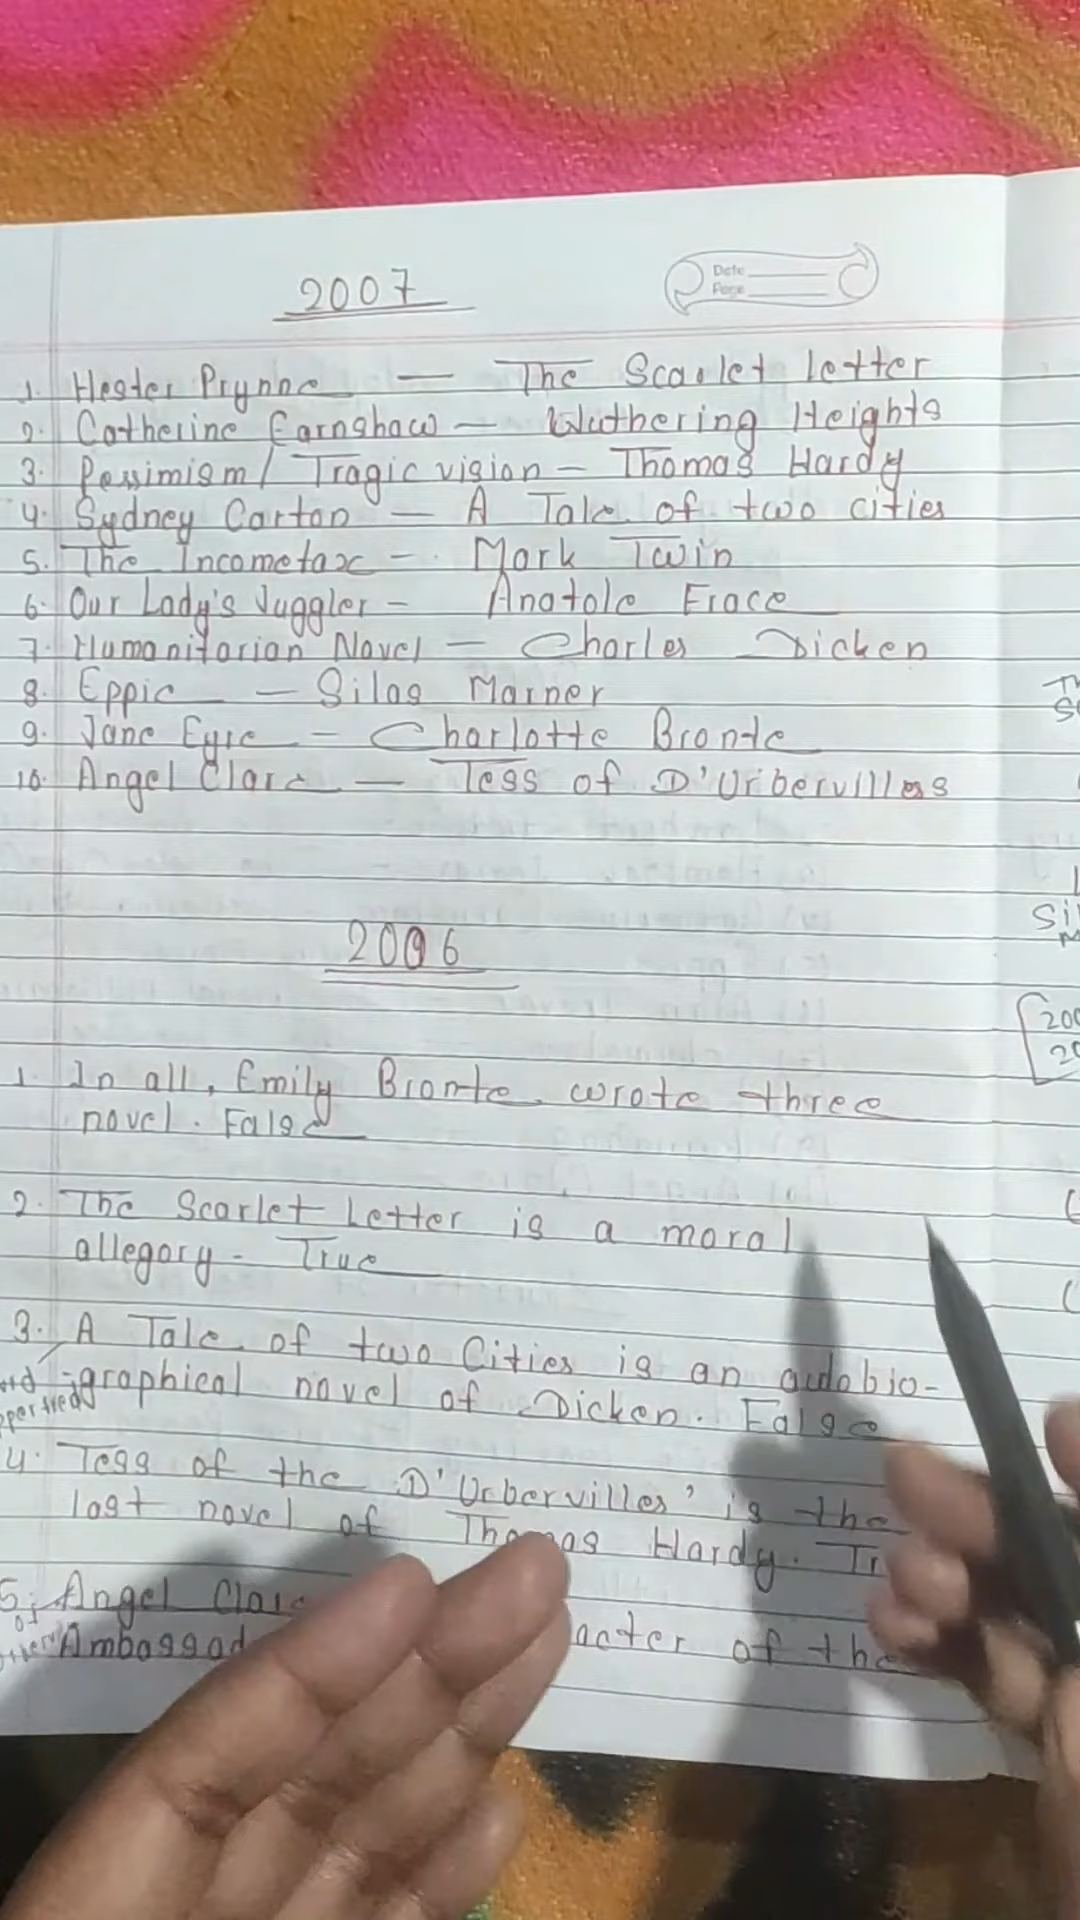 2007
Date
Page
1. Hester Prynne — The Scarlet Letter
2. Catherine Earnshaw — Wuthering Heights
3. Pessimism / Tragic vision — Thomas Hardy
4. Sydney Carton — A Tale of two cities
5. The Incometax — Mark Twin
6. Our Lady's Juggler — Anatole Frace
7. Humanitarian Novel — Charles Dicken
8. Eppie — Silas Marner
9. Jane Eyre — Charlotte Bronte
10. Angel Clare — Tess of D'Urbervilles
2006
1. In all, Emily Bronte wrote three
novel. False
2. The Scarlet Letter is a moral
allegory - True
3. A Tale of two Cities is an autobio-
graphical novel of Dicken. False
4. Tess of the D'Urbervilles' is the
last novel of Thomas Hardy. Tr
5. Angel Clare
Ambassad acter of the